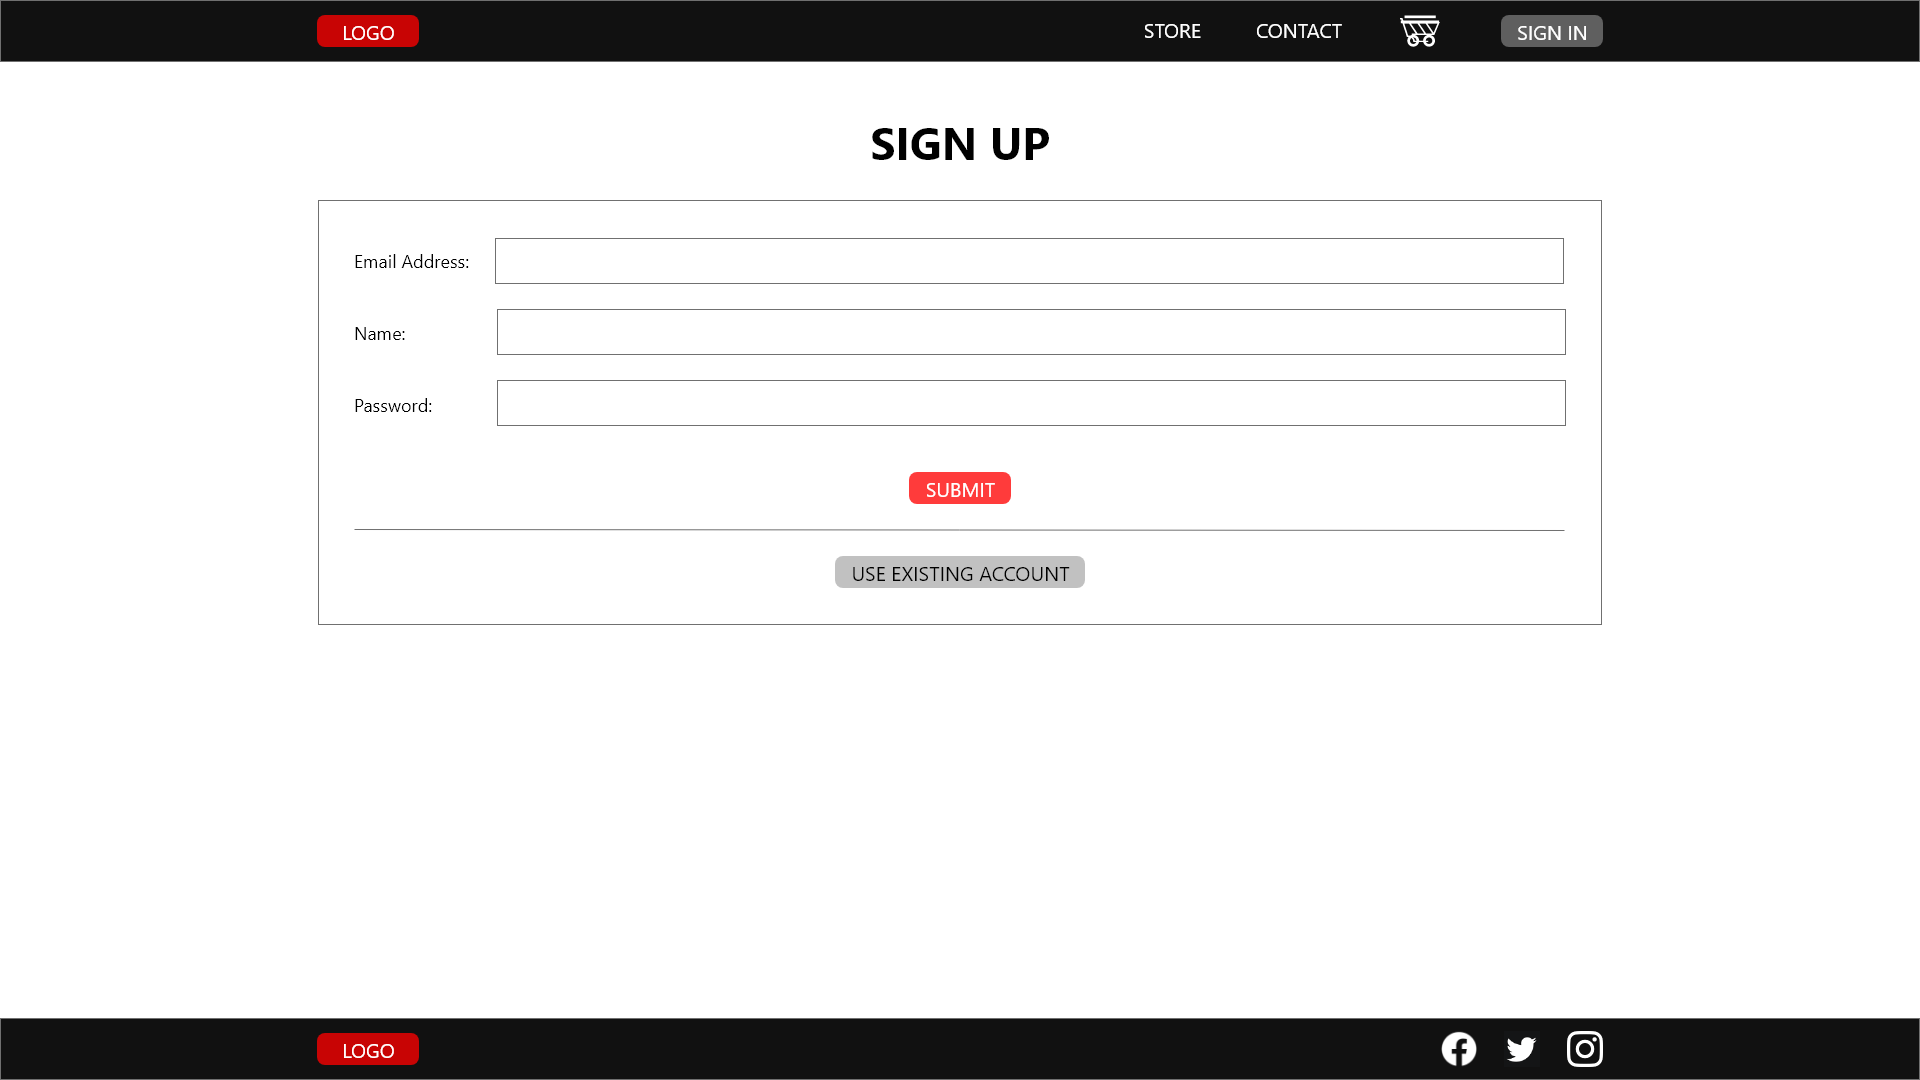 LOGO
STORE
CONTACT
SIGN IN
SIGN UP
Email Address:
Name:
Password:
SUBMIT
USE EXISTING ACCOUNT
LOGO